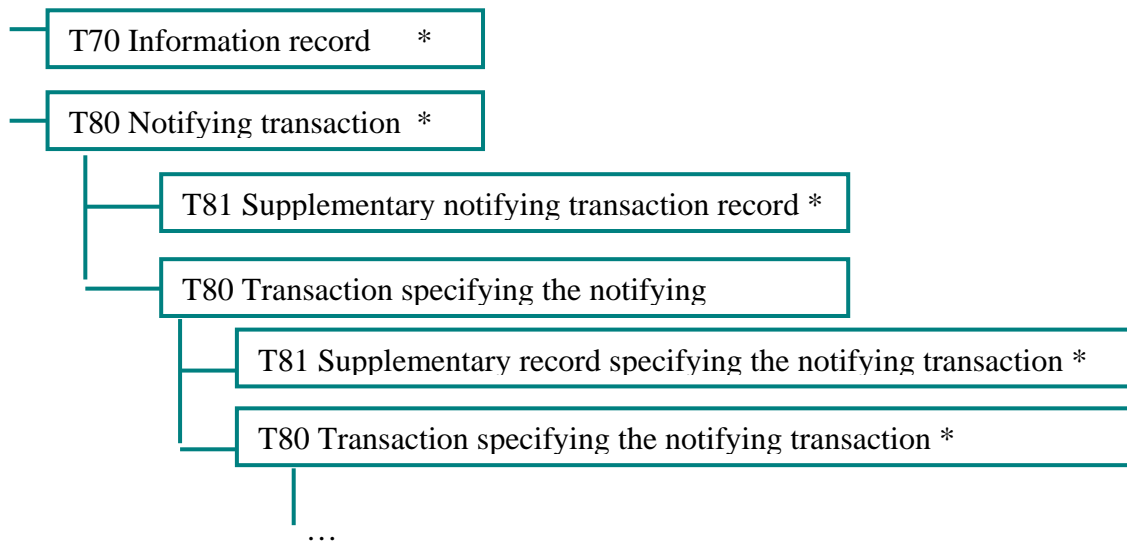 T70 Information record *
T80 Notifying transaction *
T81 Supplementary notifying transaction record *
T80 Transaction specifying the notifying
T81 Supplementary record specifying the notifying transaction *
T80 Transaction specifying the notifying transaction *
…